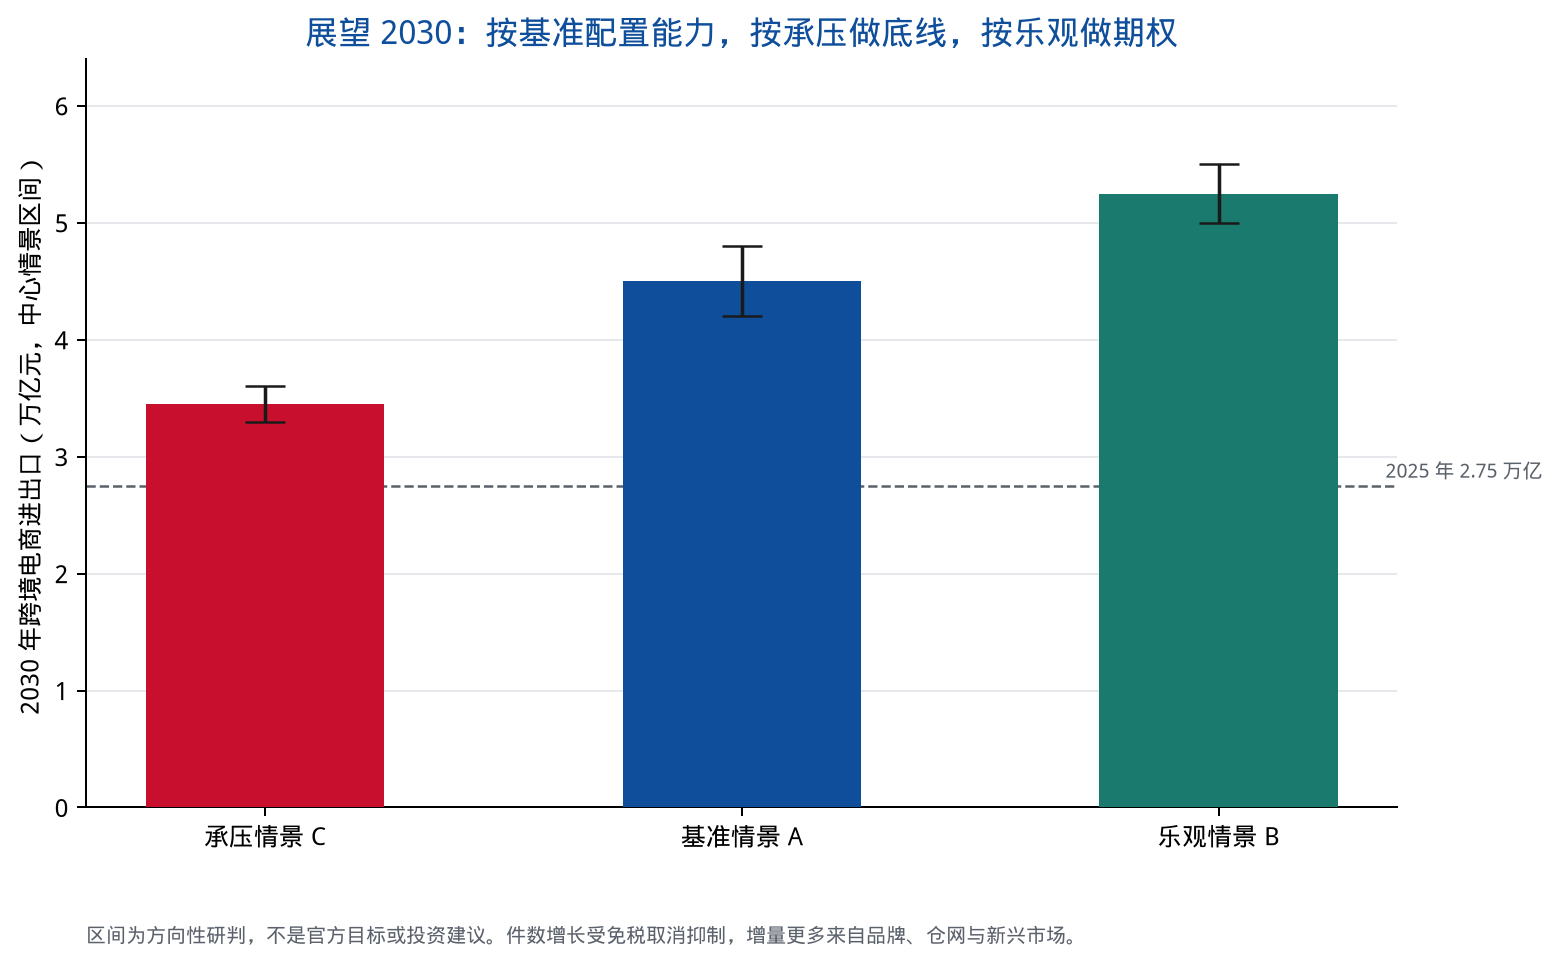 展望 2030：按基准配置能力，按承压做底线，按乐观做期权
2030 年跨境电商进出口（万亿元，中心情景区间）
6
5
4
3
2
1
0
2025 年 2.75 万亿
承压情景 C
基准情景 A
乐观情景 B
区间为方向性研判，不是官方目标或投资建议。件数增长受免税取消抑制，增量更多来自品牌、仓网与新兴市场。